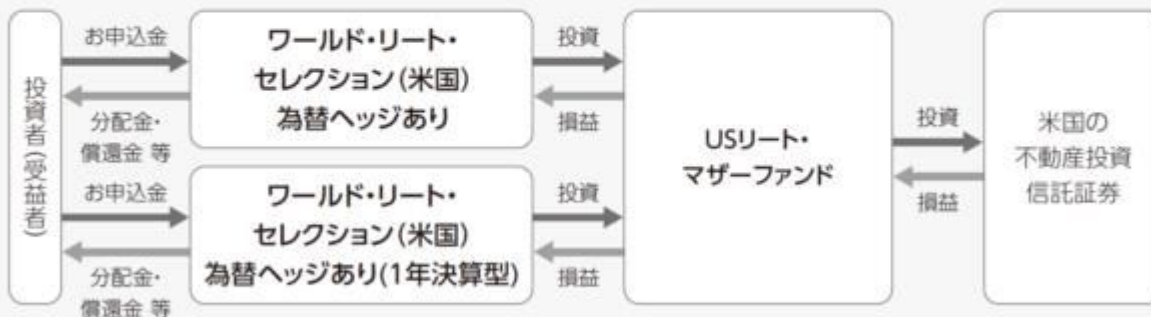 投資者(受益者)
お申込金
分配金・
償還金 等
お申込金
分配金・
償還金 等
ワールド・リート・
セレクション(米国)
為替ヘッジあり
ワールド・リート・
セレクション(米国)
為替ヘッジあり(1年決算型)
投資
損益
投資
損益
USリート・
マザーファンド
投資
損益
米国の
不動産投資
信託証券